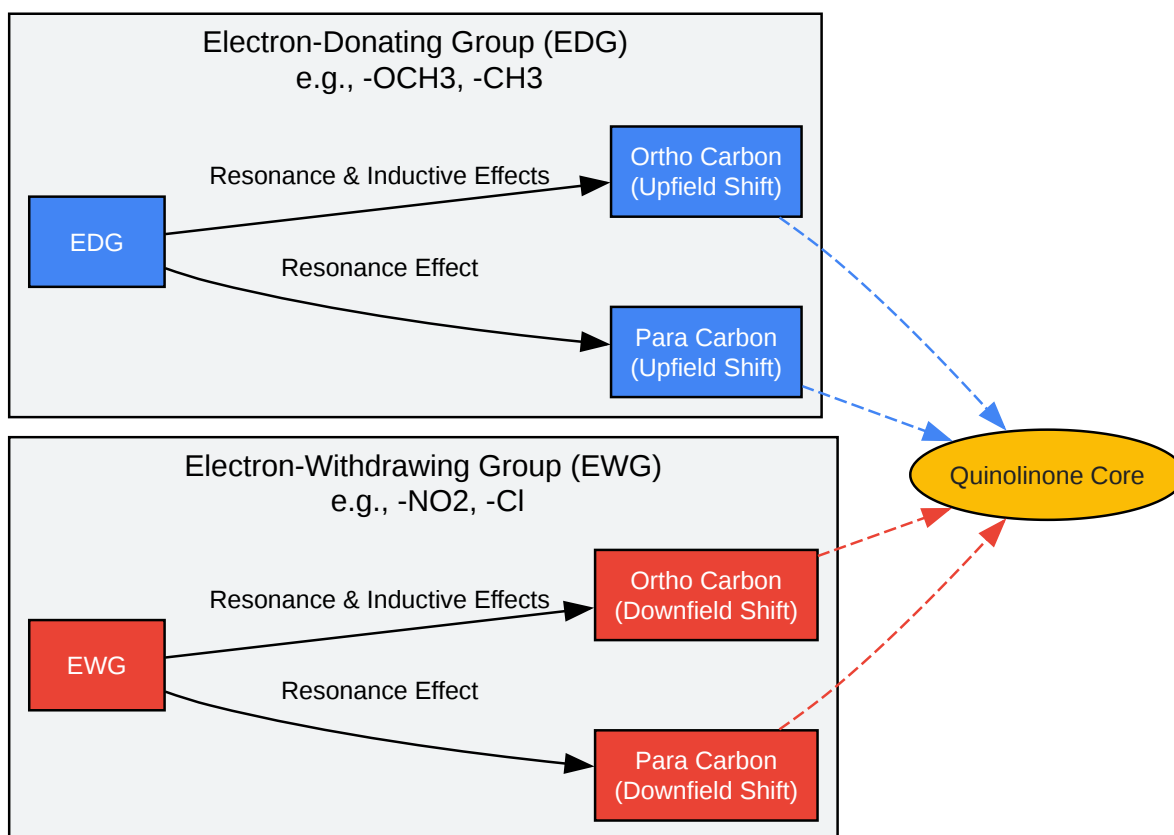 Electron-Donating Group (EDG)
e.g., -OCH3, -CH3
EDG
Resonance & Inductive Effects
Resonance Effect
Ortho Carbon
(Upfield Shift)
Para Carbon
(Upfield Shift)
Electron-Withdrawing Group (EWG)
e.g., -NO2, -Cl
EWG
Resonance & Inductive Effects
Resonance Effect
Ortho Carbon
(Downfield Shift)
Para Carbon
(Downfield Shift)
Quinolinone Core